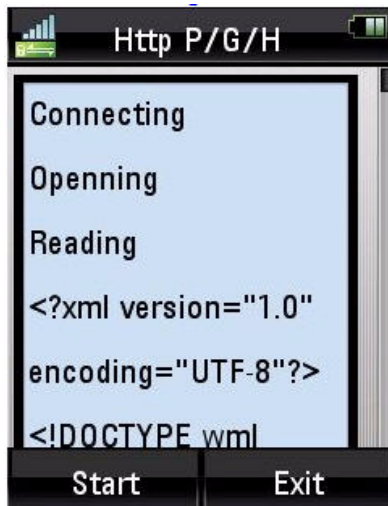 Http P/G/H
Connecting
Openning
Reading
<?xml version="1.0"
encoding="UTF-8"?>
<!DOCTYPE wml
Start Exit